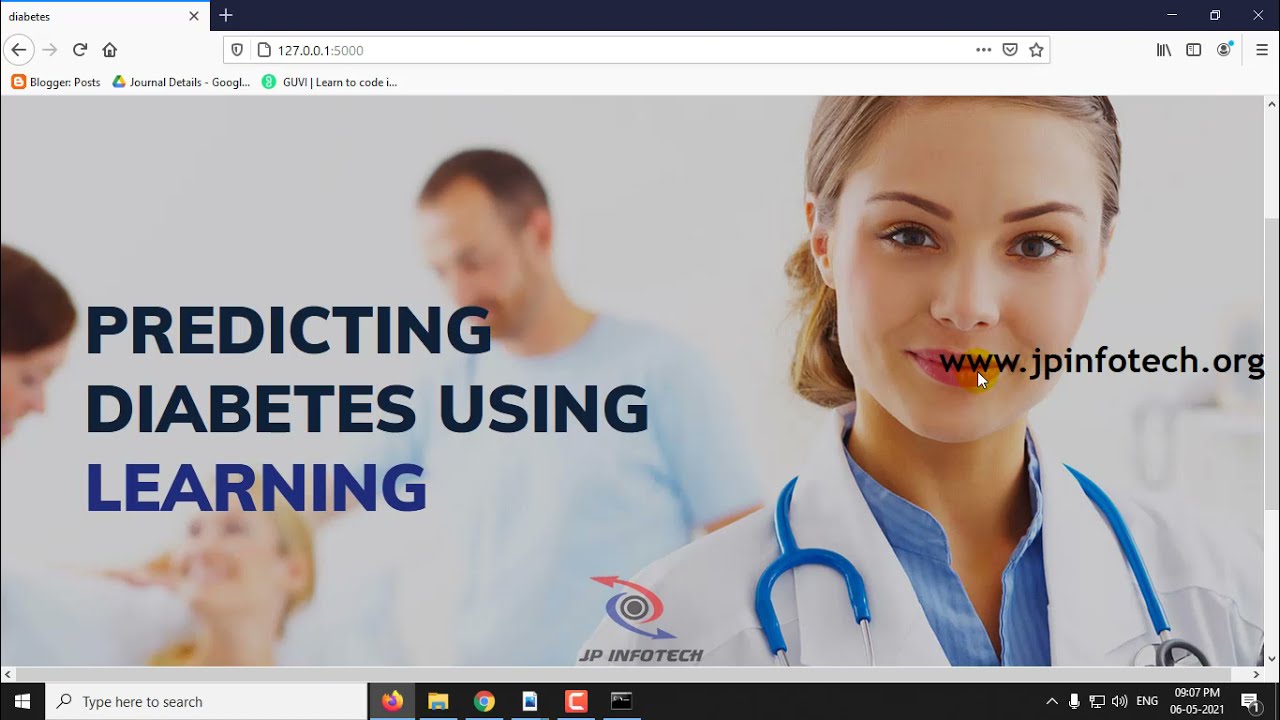 diabetes
127.0.0.1:5000
Blogger: Posts
Journal Details - Googl...
GUVI | Learn to code i...
PREDICTING
DIABETES USING
LEARNING
www.jpinfotech.org
JP INFOTECH
Type here to search
ENG
09:07 PM
06-05-2021
1